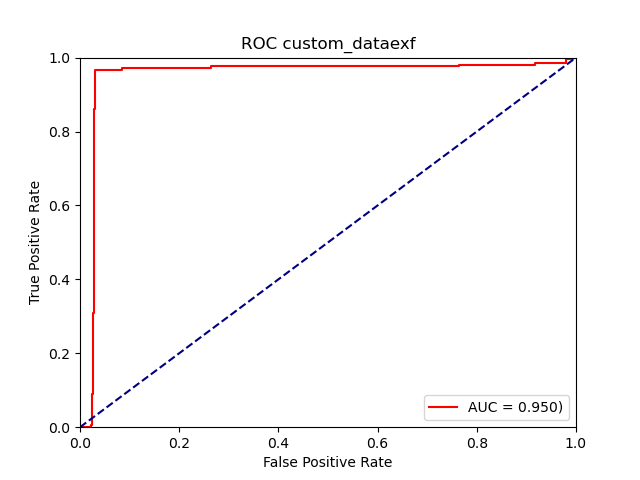 ROC custom_dataexf
True Positive Rate
1.0
0.8
0.6
0.4
0.2
0.0
AUC = 0.950)
0.0 0.2 0.4 0.6 0.8 1.0
False Positive Rate